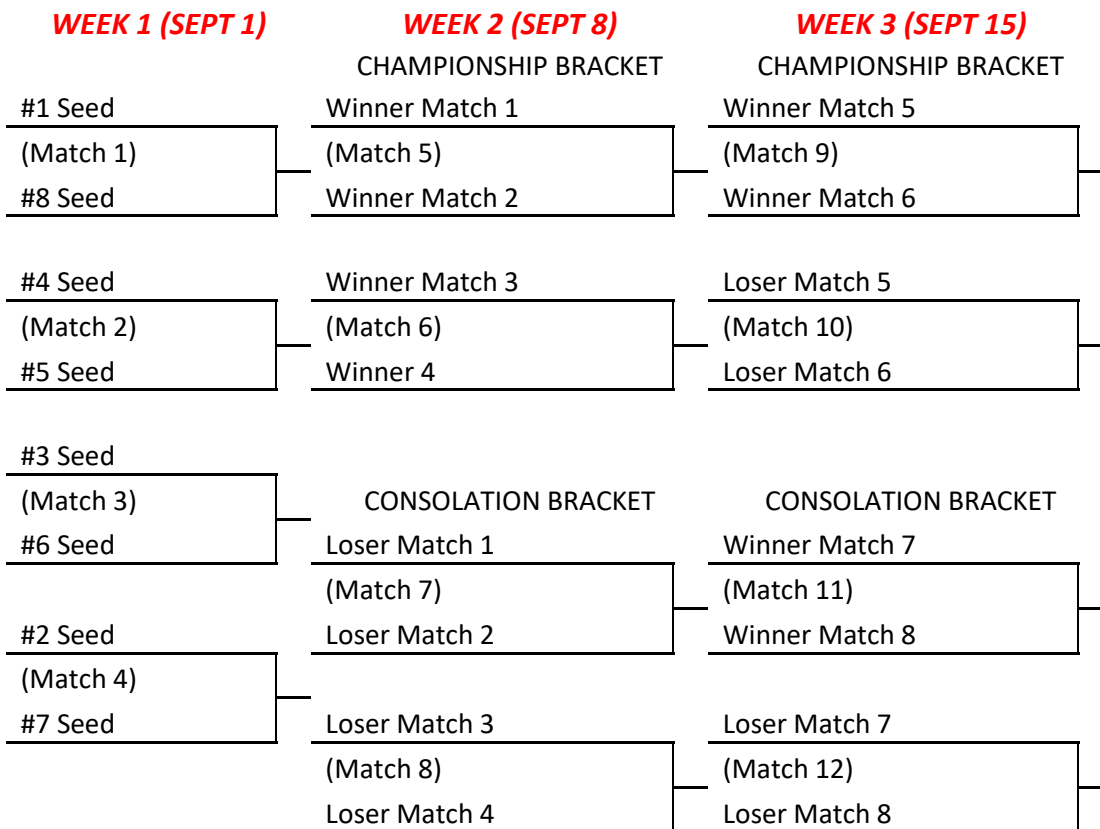 WEEK 1 (SEPT 1) WEEK 2 (SEPT 8) WEEK 3 (SEPT 15)
CHAMPIONSHIP BRACKET CHAMPIONSHIP BRACKET
#1 Seed Winner Match 1 Winner Match 5
(Match 1) (Match 5) (Match 9)
#8 Seed Winner Match 2 Winner Match 6
#4 Seed Winner Match 3 Loser Match 5
(Match 2) (Match 6) (Match 10)
#5 Seed Winner 4 Loser Match 6
#3 Seed
(Match 3) CONSOLATION BRACKET CONSOLATION BRACKET
#6 Seed Loser Match 1 Winner Match 7
(Match 7) (Match 11)
#2 Seed Loser Match 2 Winner Match 8
(Match 4)
#7 Seed Loser Match 3 Loser Match 7
(Match 8) (Match 12)
Loser Match 4 Loser Match 8